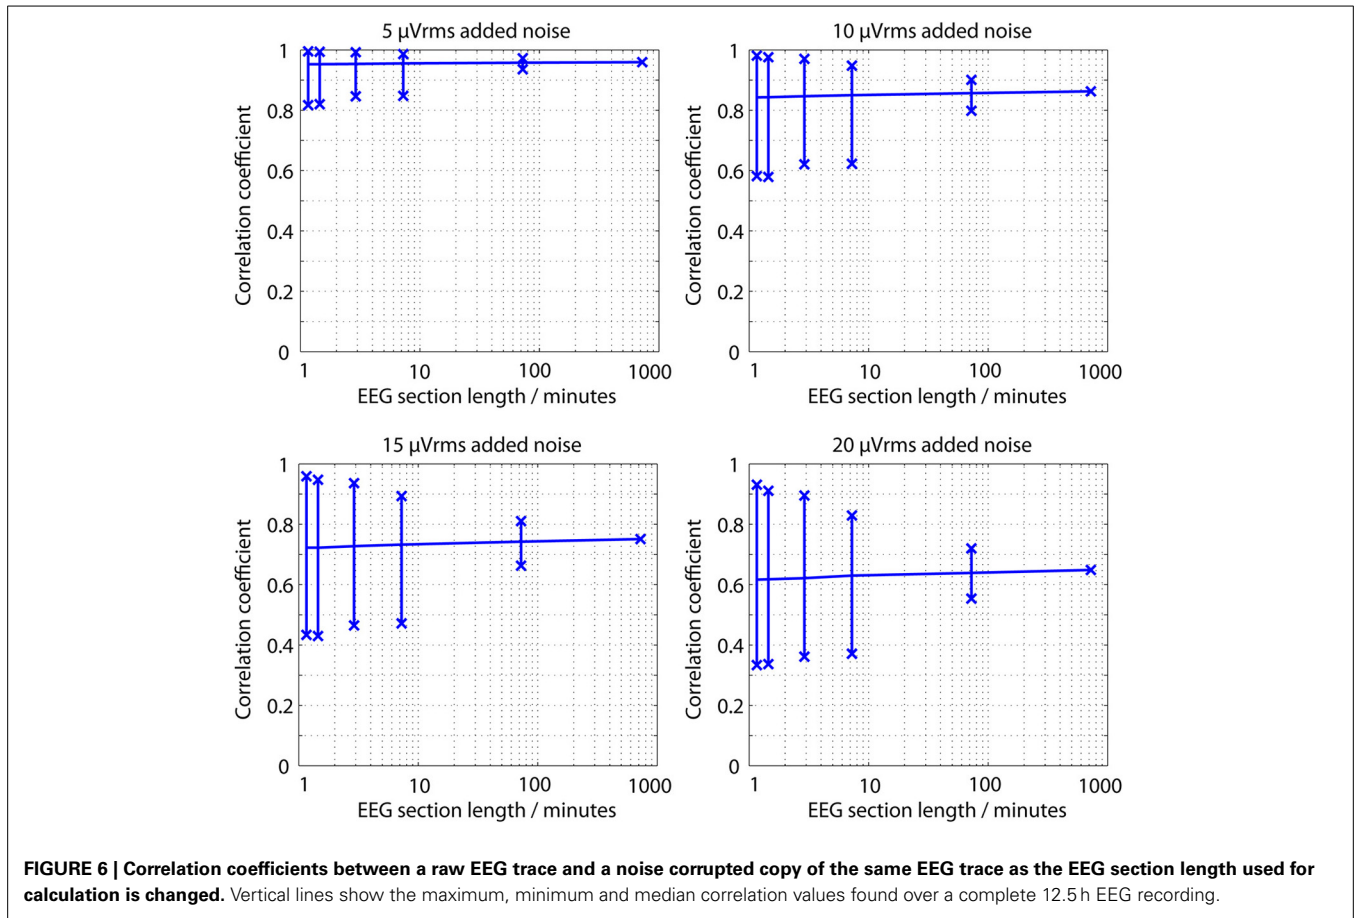 5 µVrms added noise
10 µVrms added noise
1
0.8
0.6
0.4
0.2
0
Correlation coefficient
1
10
100
1000
EEG section length / minutes
1
0.8
0.6
0.4
0.2
0
Correlation coefficient
1
10
100
1000
EEG section length / minutes
15 µVrms added noise
20 µVrms added noise
1
0.8
0.6
0.4
0.2
0
Correlation coefficient
1
10
100
1000
EEG section length / minutes
1
0.8
0.6
0.4
0.2
0
Correlation coefficient
1
10
100
1000
EEG section length / minutes
FIGURE 6 | Correlation coefficients between a raw EEG trace and a noise corrupted copy of the same EEG trace as the EEG section length used for
calculation is changed. Vertical lines show the maximum, minimum and median correlation values found over a complete 12.5 h EEG recording.